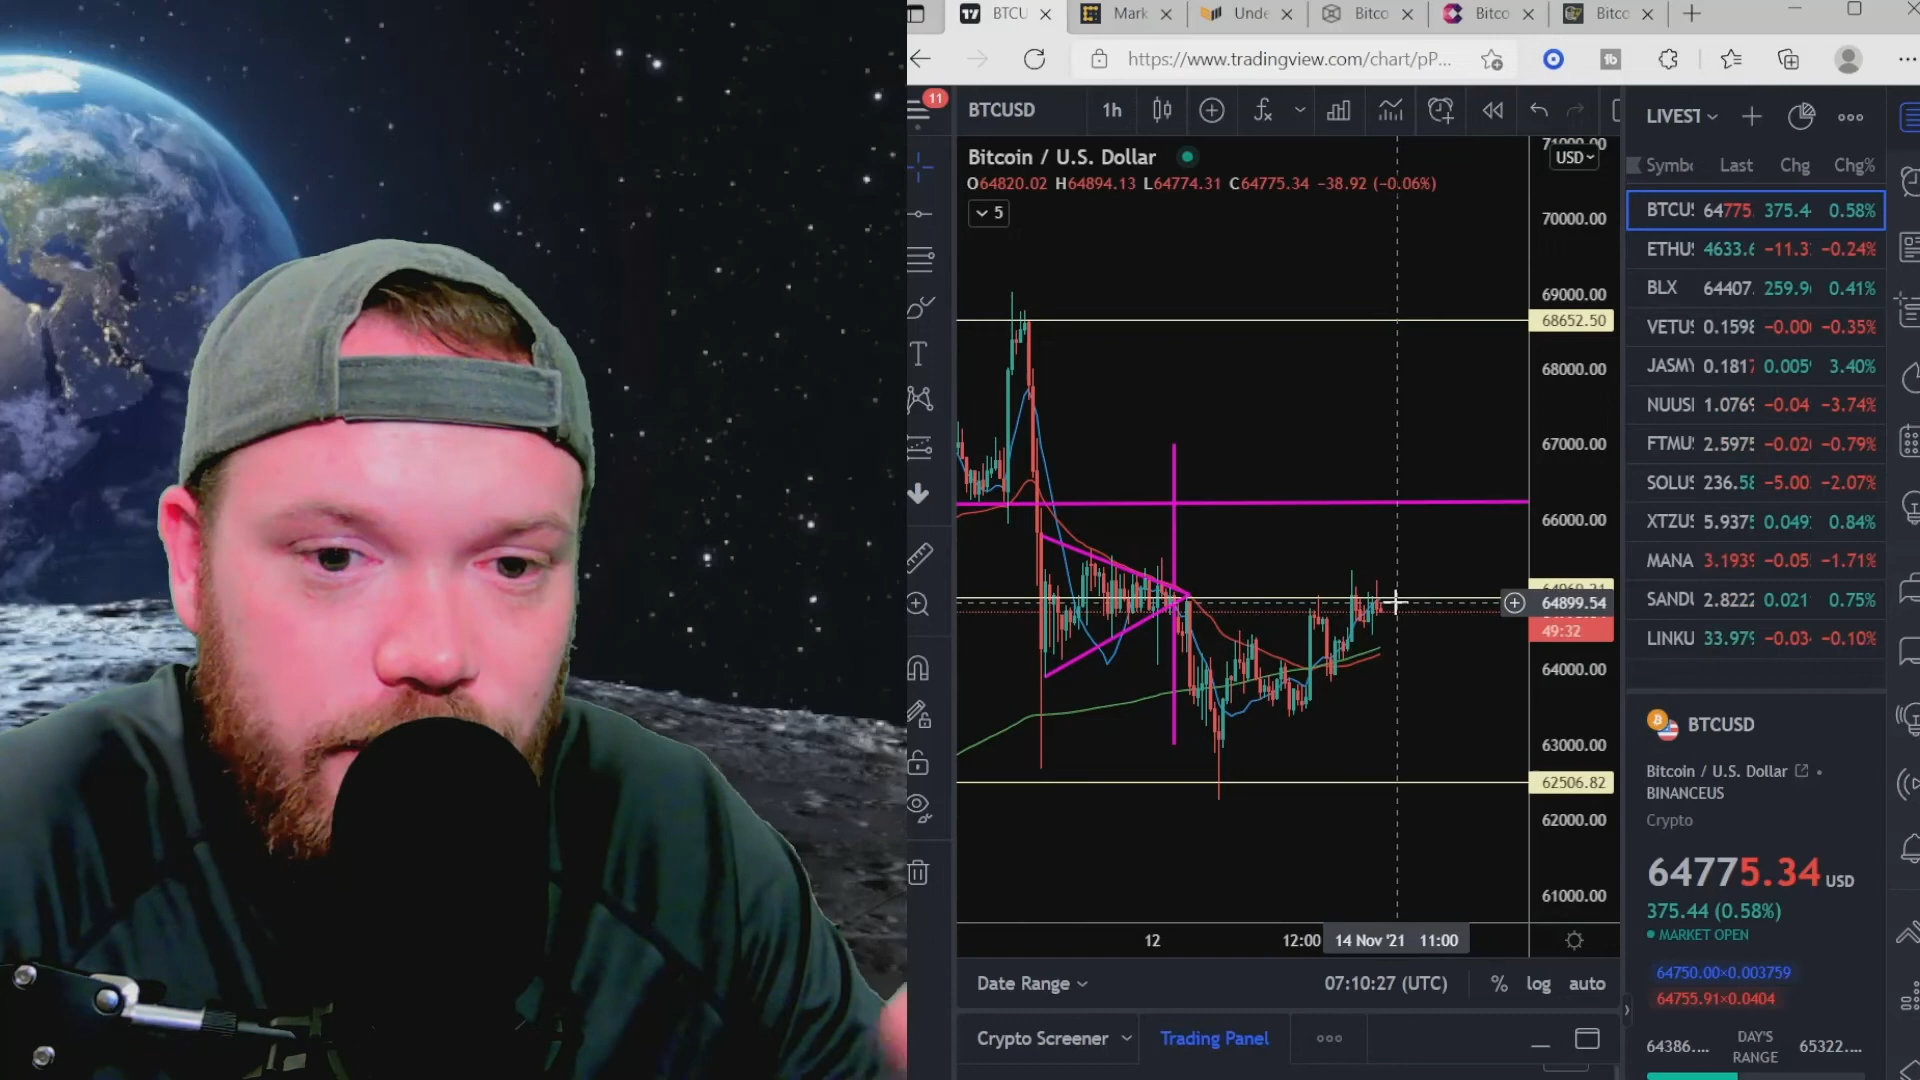 BTCU
Mark
Unde
Bitco
Bitco
Bitco
https://www.tradingview.com/chart/pP...
11
BTCUSD
1h
LIVEST
Bitcoin / U.S. Dollar
O64820.02 H64894.13 L64774.31 C64775.34 −38.92 (−0.06%)
5
USD
71000.00
70000.00
69000.00
68652.50
68000.00
67000.00
66000.00
64899.54
49:32
64000.00
63000.00
62506.82
62000.00
61000.00
12
12:00
14 Nov '21 11:00
Date Range
07:10:27 (UTC)
%
log
auto
Crypto Screener
Trading Panel
Symb
Last
Chg
Chg%
BTCU 64775. 375.4 0.58%
ETHU 4633.6 −11.3 −0.24%
BLX 64407. 259.9 0.41%
VETU 0.1598 −0.00 −0.35%
JASM 0.1817 0.005 3.40%
NUUS 1.0769 −0.04 −3.74%
FTMU 2.5975 −0.02 −0.79%
SOLU 236.58 −5.00 −2.07%
XTZU 5.9375 0.049 0.84%
MANA 3.1939 −0.05 −1.71%
SAND 2.8222 0.021 0.75%
LINKU 33.979 −0.03 −0.10%
BTCUSD
Bitcoin / U.S. Dollar
BINANCEUS
Crypto
64775.34 USD
375.44 (0.58%)
MARKET OPEN
64750.00×0.003759
64755.91×0.0404
64386....
DAY'S
RANGE
65322....